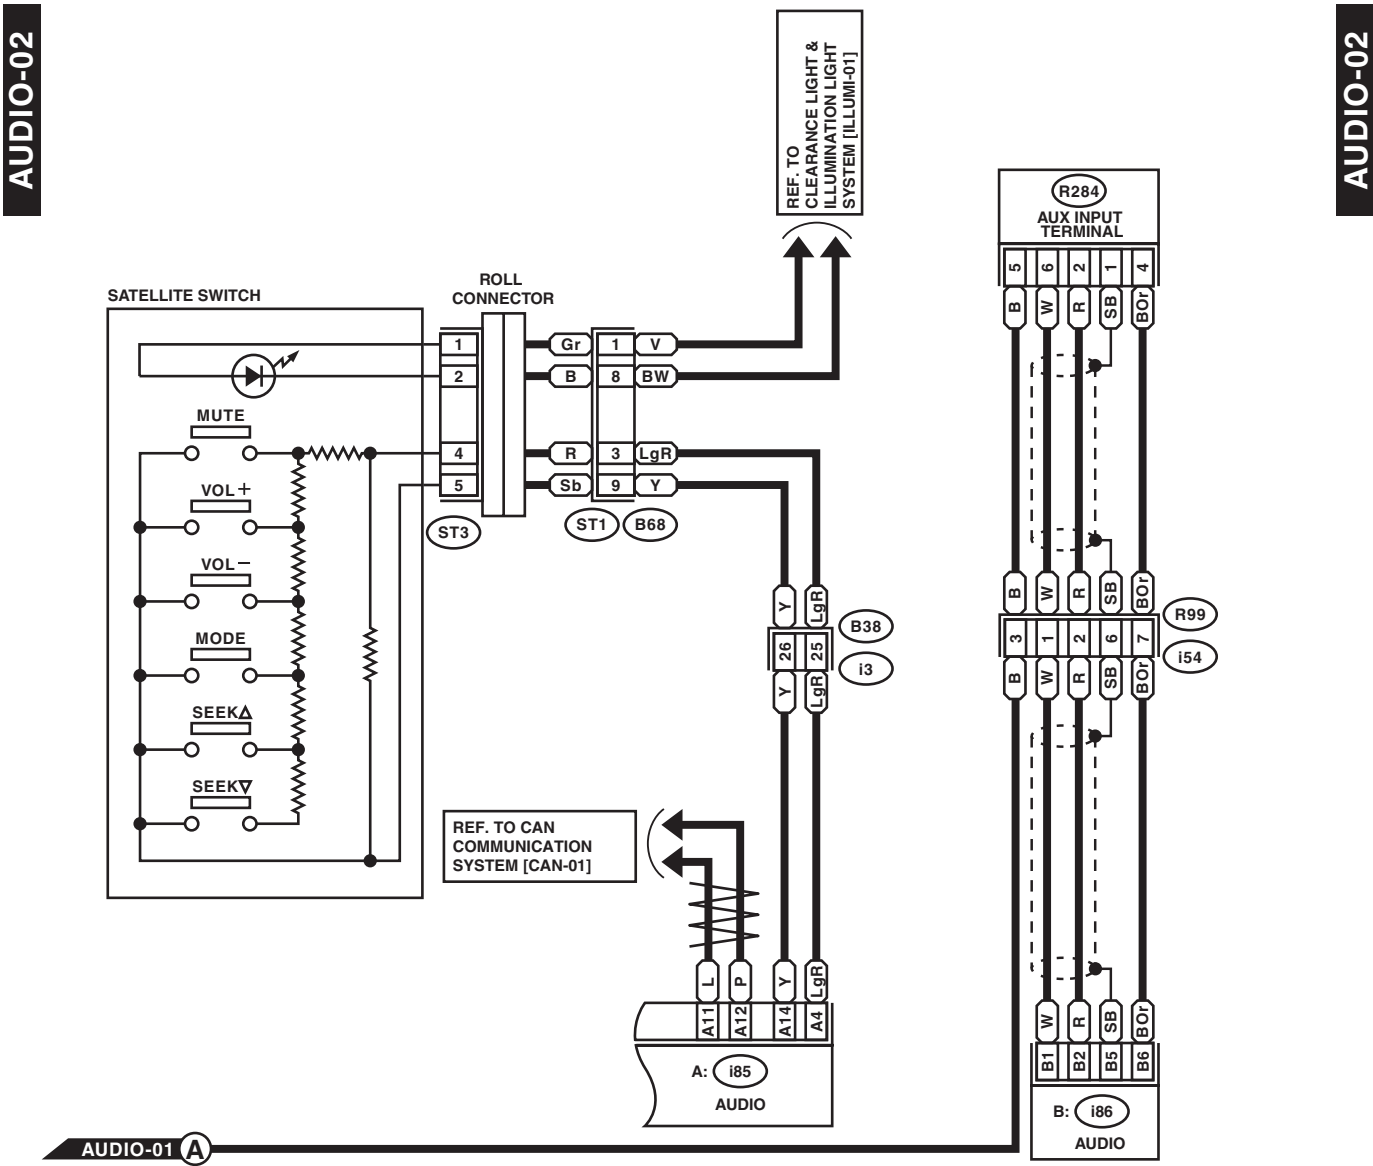 AUDIO-02
AUDIO-02
REF. TO
CLEARANCE LIGHT &
ILLUMINATION LIGHT
SYSTEM [ILLUMI-01]
R284
AUX INPUT
TERMINAL
5 6 2 1 4
B W R SB BOr
SATELLITE SWITCH
ROLL
CONNECTOR
1 Gr 1 V
2 B 8 BW
MUTE
4 R 3 LgR
5 Sb 9 Y
ST3 ST1 B68
VOL+
VOL−
MODE
SEEK△
SEEK▽
Y LgR
B38
26 25
i3
Y LgR
B W R SB BOr
R99
3 1 2 6 7
i54
B W R SB BOr
REF. TO CAN
COMMUNICATION
SYSTEM [CAN-01]
L P Y LgR
A11 A12 A14 A4
A: i85
AUDIO
W R SB BOr
B1 B2 B5 B6
B: i86
AUDIO
AUDIO-01 A